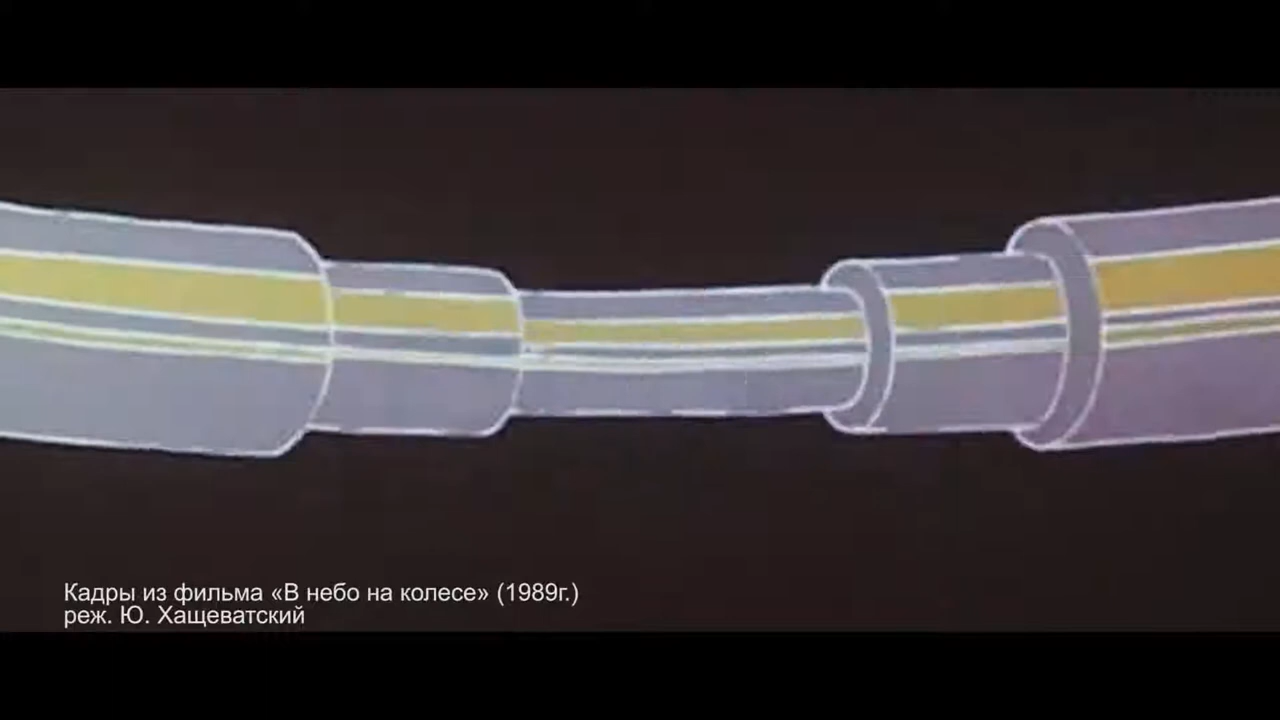 Кадры из фильма «В небо на колесе» (1989г.)
реж. Ю. Хащеватский